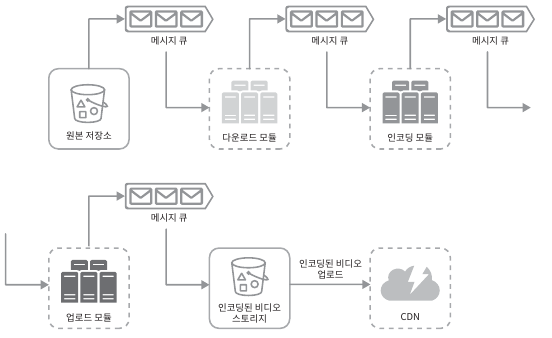 메시지 큐
메시지 큐
메시지 큐
원본 저장소
다운로드 모듈
인코딩 모듈
메시지 큐
업로드 모듈
인코딩된 비디오
스토리지
인코딩된 비디오
업로드
CDN